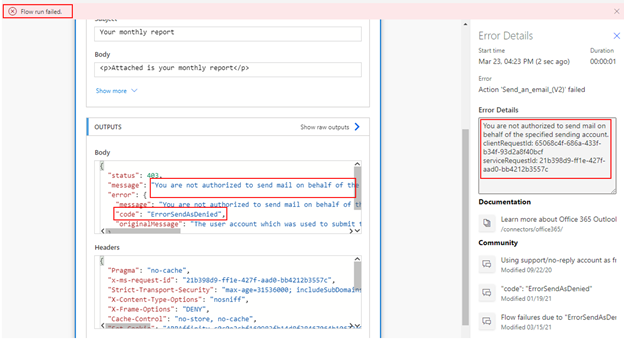 Flow run failed.
Subject
Your monthly report
Body
<p>Attached is your monthly report</p>
Show more
OUTPUTS
Show raw outputs
Body
{
"status": 403,
"message": "You are not authorized to send mail on behalf of the
"error": {
"message": "You are not authorized to send mail on behalf of
"code": "ErrorSendAsDenied",
"originalMessage": "The user account which was used to submit t
Headers
{
"Pragma": "no-cache",
"x-ms-request-id": "21b398d9-ff1e-427f-aad0-bb4212b3557c",
"Strict-Transport-Security": "max-age=31536000; includeSubDomains
"X-Content-Type-Options": "nosniff",
"X-Frame-Options": "DENY",
"Cache-Control": "no-store, no-cache",
Error Details
Start time
Duration
Mar 23, 04:23 PM (2 sec ago)
00:00:01
Error
Action 'Send_an_email_(V2)' failed
Error Details
You are not authorized to send mail on
behalf of the specified sending account.
clientRequestId: 65068c4f-686a-433f-
b34f-93d2a8f40bcf
serviceRequestId: 21b398d9-ff1e-427f-
aad0-bb4212b3557c
Documentation
Learn more about Office 365 Outlool
/connectors/office365/
Community
Using support/no-reply account as fr
Modified 09/22/20
"code": "ErrorSendAsDenied"
Modified 01/19/21
Flow failures due to "ErrorSendAsDe
Modified 03/15/21